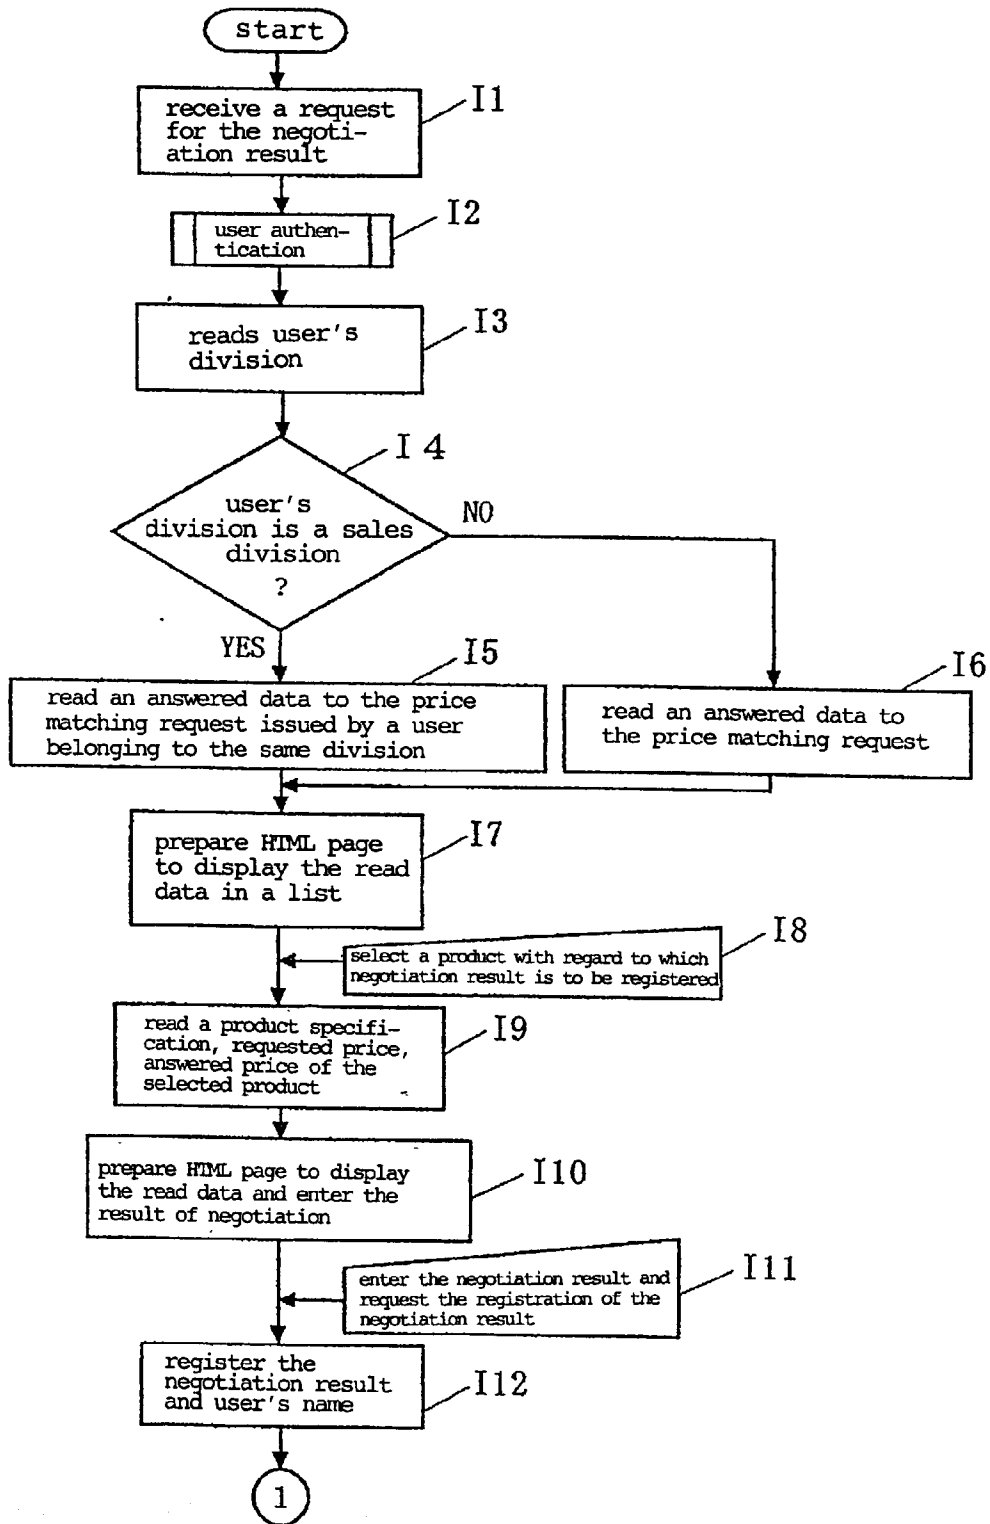 start
receive a request
for the negoti-
ation result
I1
user authen-
tication
I2
reads user's
division
I3
user's
division is a sales
division
?
I 4
NO
YES
read an answered data to the price
matching request issued by a user
belonging to the same division
I5
read an answered data to
the price matching request
I6
prepare HTML page
to display the read
data in a list
I7
select a product with regard to which
negotiation result is to be registered
I8
read a product specifi-
cation, requested price,
answered price of the
selected product
I9
prepare HTML page to display
the read data and enter the
result of negotiation
I10
enter the negotiation result and
request the registration of the
negotiation result
I11
register the
negotiation result
and user's name
I12
1